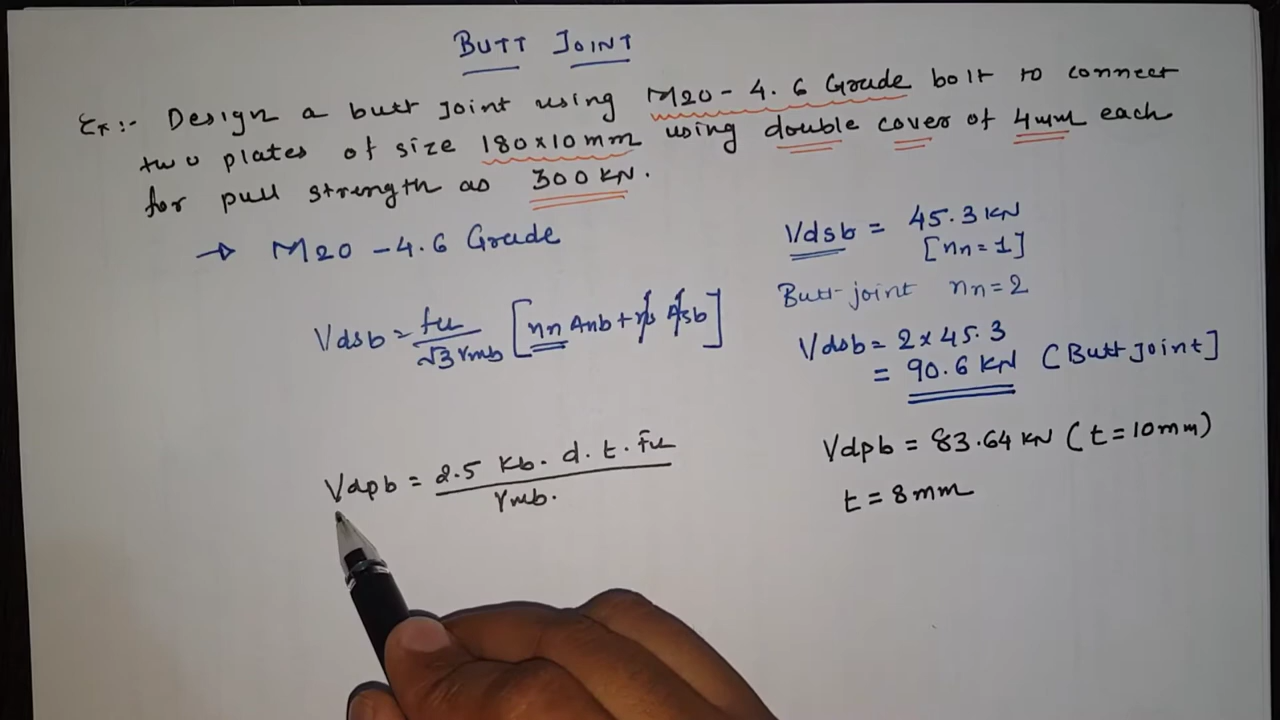 BUTT JOINT
Ex:- Design a butt joint using M20-4.6 Grade bolt to connect
two plates of size 180x10mm using double cover of 4mm each
for pull strength as 300 KN.
→ M20 -4.6 Grade
Vdsb = fu / √3 γmb [nn Anb + ns Asb]
Vdsb = 45.3 KN
[nn=1]
Butt-joint nn=2
Vdsb = 2 x 45.3
= 90.6 KN (Butt Joint]
Vdpb = 2.5 Kb. d. t. Fu / γmb.
Vdpb = 83.64 KN (t=10mm)
t = 8mm